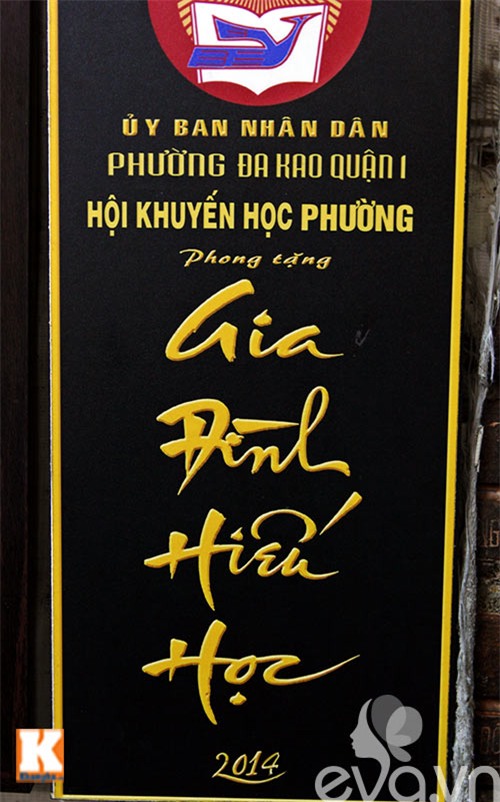 ỦY BAN NHÂN DÂN
PHƯỜNG ĐA KAO QUẬN 1
HỘI KHUYẾN HỌC PHƯỜNG
Phong tặng
Gia
Đình
Hiếu
Học
2014
K
eva.vn